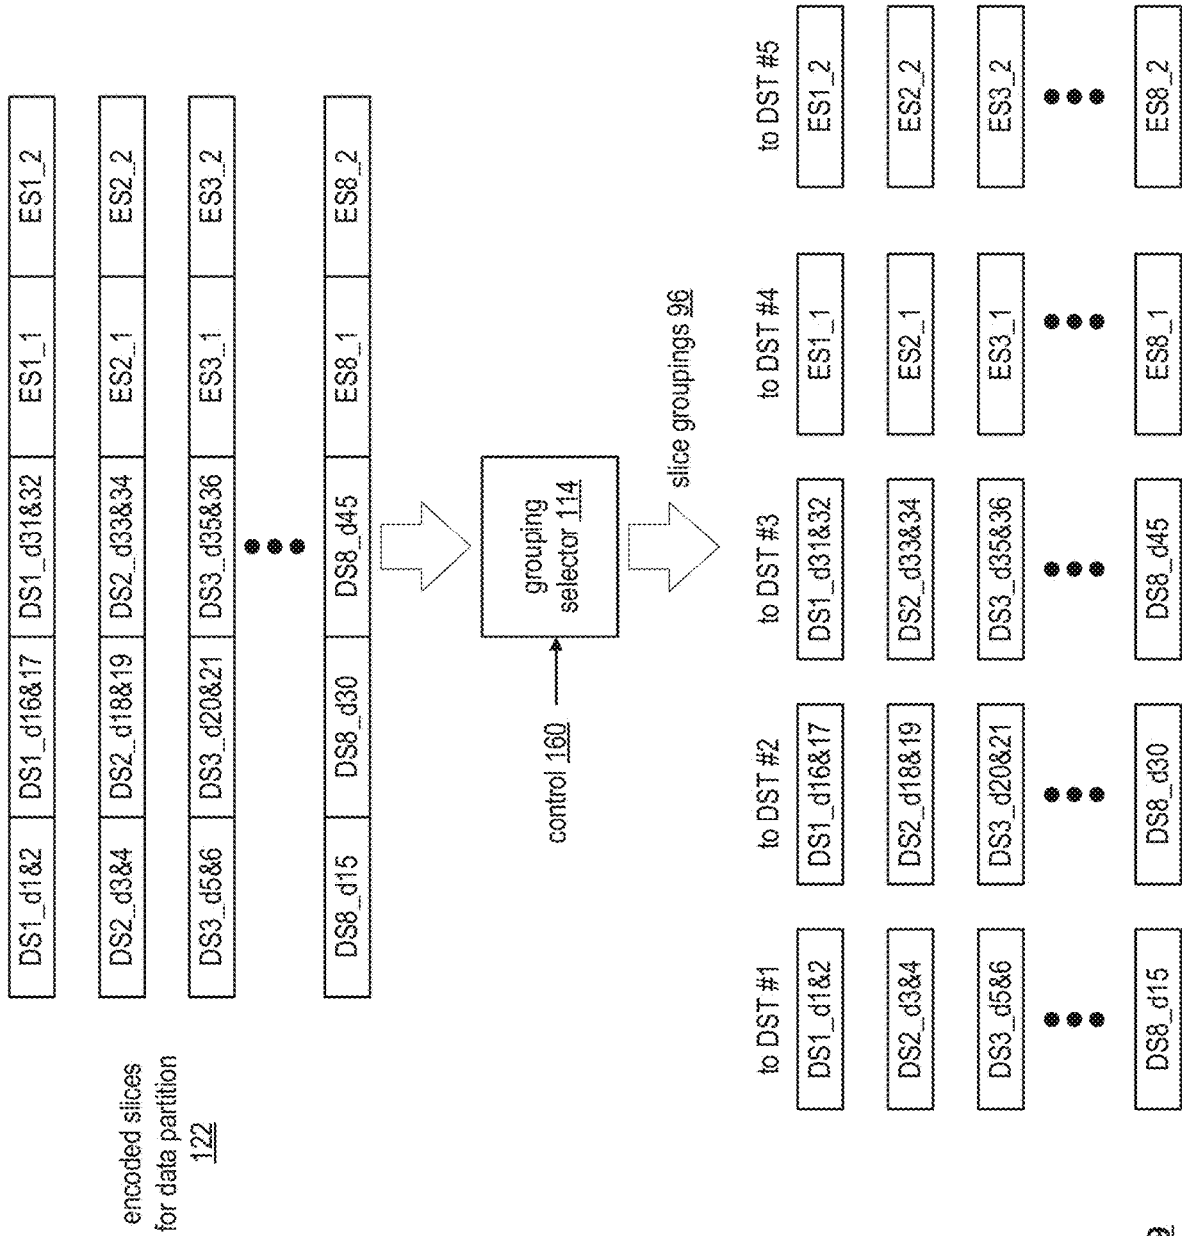 DS1_d1&2 DS1_d16&17 DS1_d31&32 ES1_1 ES1_2
DS2_d3&4 DS2_d18&19 DS2_d33&34 ES2_1 ES2_2
DS3_d5&6 DS3_d20&21 DS3_d35&36 ES3_1 ES3_2
DS8_d15 DS8_d30 DS8_d45 ES8_1 ES8_2
encoded slices
for data partition
122
control 160
grouping
selector 114
slice groupings 96
to DST #1 to DST #2 to DST #3 to DST #4 to DST #5
DS1_d1&2 DS1_d16&17 DS1_d31&32 ES1_1 ES1_2
DS2_d3&4 DS2_d18&19 DS2_d33&34 ES2_1 ES2_2
DS3_d5&6 DS3_d20&21 DS3_d35&36 ES3_1 ES3_2
DS8_d15 DS8_d30 DS8_d45 ES8_1 ES8_2